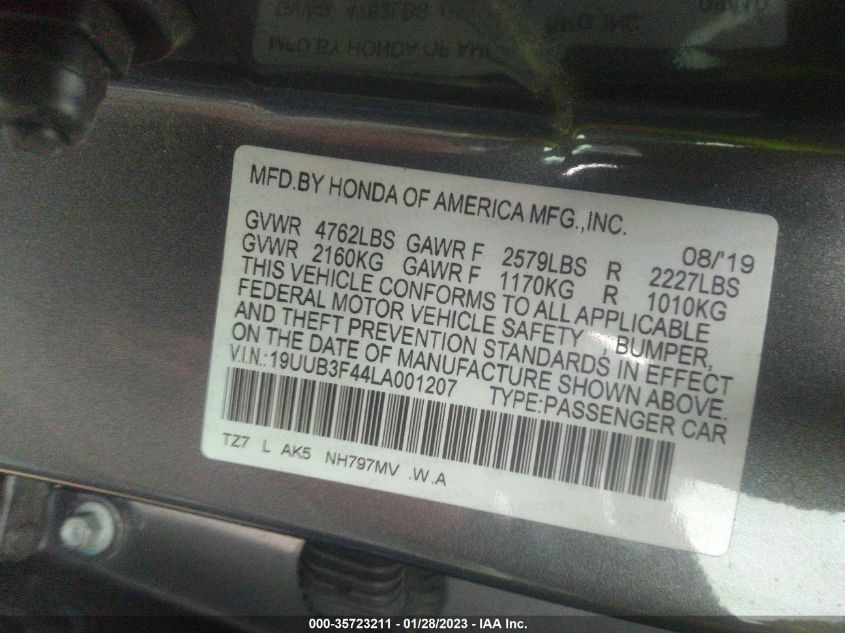 MFD.BY HONDA OF AMERICA MFG.,INC.
08/'19
GVWR 4762LBS GAWR F 2579LBS R 2227LBS
GVWR 2160KG GAWR F 1170KG R 1010KG
THIS VEHICLE CONFORMS TO ALL APPLICABLE
FEDERAL MOTOR VEHICLE SAFETY , BUMPER,
AND THEFT PREVENTION STANDARDS IN EFFECT
ON THE DATE OF MANUFACTURE SHOWN ABOVE.
V.I.N.:19UUB3F44LA001207 TYPE:PASSENGER CAR
TZ7 L AK5 NH797MV .W.A
000-35723211 - 01/28/2023 - IAA Inc.